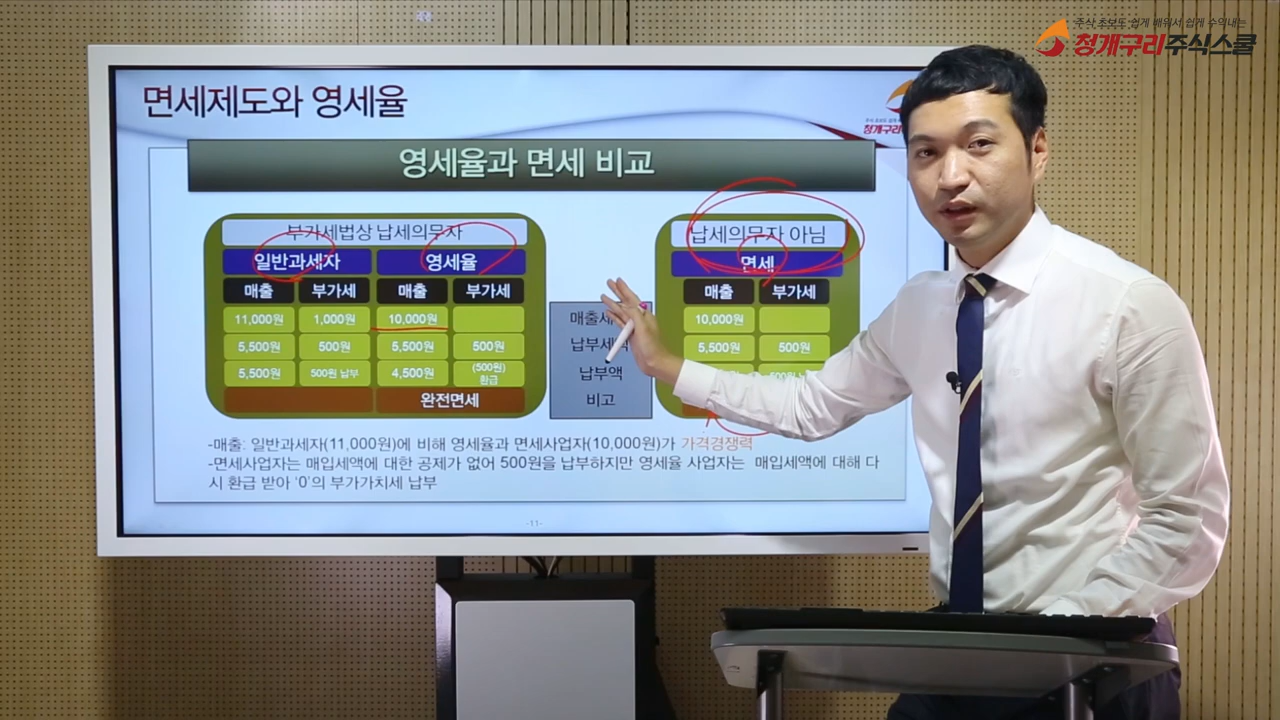 주식 초보도 쉽게 배워서 쉽게 수익내는
청개구리주식스쿨
면세제도와 영세율
청개구리
영세율과 면세 비교
부가세법상 납세의무자
납세의무자 아님
일반과세자 영세율
면세
매출 부가세 매출 부가세
매출 부가세
11,000원 1,000원 10,000원
10,000원
5,500원 500원 5,500원 500원
납부세액
5,500원 500원
5,500원 500원 납부 4,500원 (500원)
환급
납부액
완전면세
비고
-매출: 일반과세자(11,000원)에 비해 영세율과 면세사업자(10,000원)가 가격경쟁력
-면세사업자는 매입세액에 대한 공제가 없어 500원을 납부하지만 영세율 사업자는 매입세액에 대해 다
시 환급 받아 '0'의 부가가치세 납부
-11-